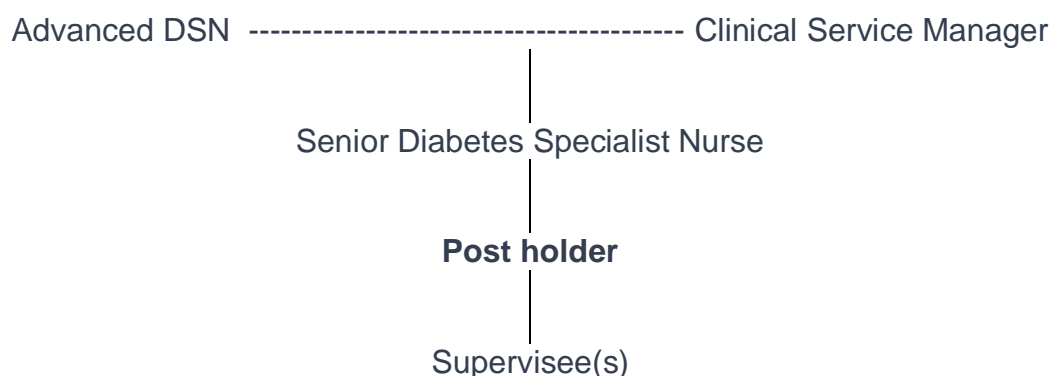 Advanced DSN ----------------------------------------- Clinical Service Manager
Senior Diabetes Specialist Nurse
Post holder
Supervisee(s)